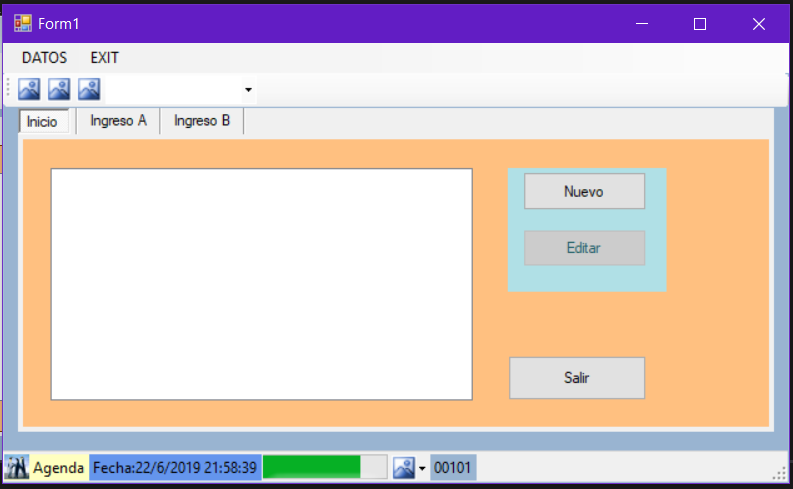 Form1
DATOS EXIT
Inicio Ingreso A Ingreso B
Nuevo
Editar
Salir
Agenda Fecha:22/6/2019 21:58:39 00101